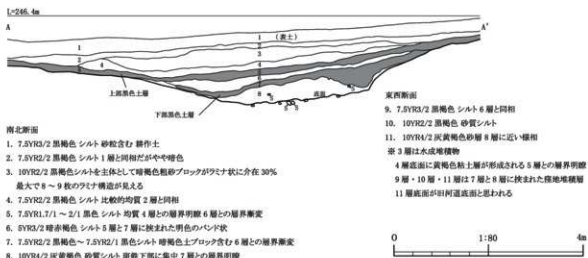 L=246.4m
A
A'
1
1 (表土)
2
3
2
3
4
4
5
6
7
8
S
S
S
上部黒色土層
下部黒色土層
底面
南北断面
1. 7.5YR3/2 黒褐色 シルト 砂粒含む 耕作土
2. 7.5YR2/2 黒褐色 シルト 1層と同相だがやや暗色
3. 10YR2/2 黒褐色シルトを主体として暗褐色粗砂ブロックがラミナ状に介在 30%
最大で8〜9枚のラミナ構造が見える
4. 7.5YR2/2 黒褐色 シルト 比較的均質 2層と同相
5. 7.5YR1.7/1〜2/1 黒色 シルト 均質 4層との層界明瞭 6層との層界漸変
6. 5YR3/2 暗赤褐色 シルト 5層と7層に挟まれた明色のバンド状
7. 7.5YR2/2 黒褐色〜7.5YR2/1 黒色シルト 暗褐色土ブロック含む 6層との層界漸変
8. 10YR4/2 灰黄褐色 砂質シルト 下部に集中 7層との層界明瞭
東西断面
9. 7.5YR3/2 黒褐色 シルト 6層と同相
10. 10YR2/2 黒褐色 砂質シルト
11. 10YR4/2 灰黄褐色砂層 8層に近い様相
※ 3層は水成堆積物
4層底面に黄褐色粘土層が形成される 5層との層界明瞭
9層・10層・11層は7層と8層に挟まれた窪地堆積層
11層底面が旧河道底面と思われる
0
1:80
4m